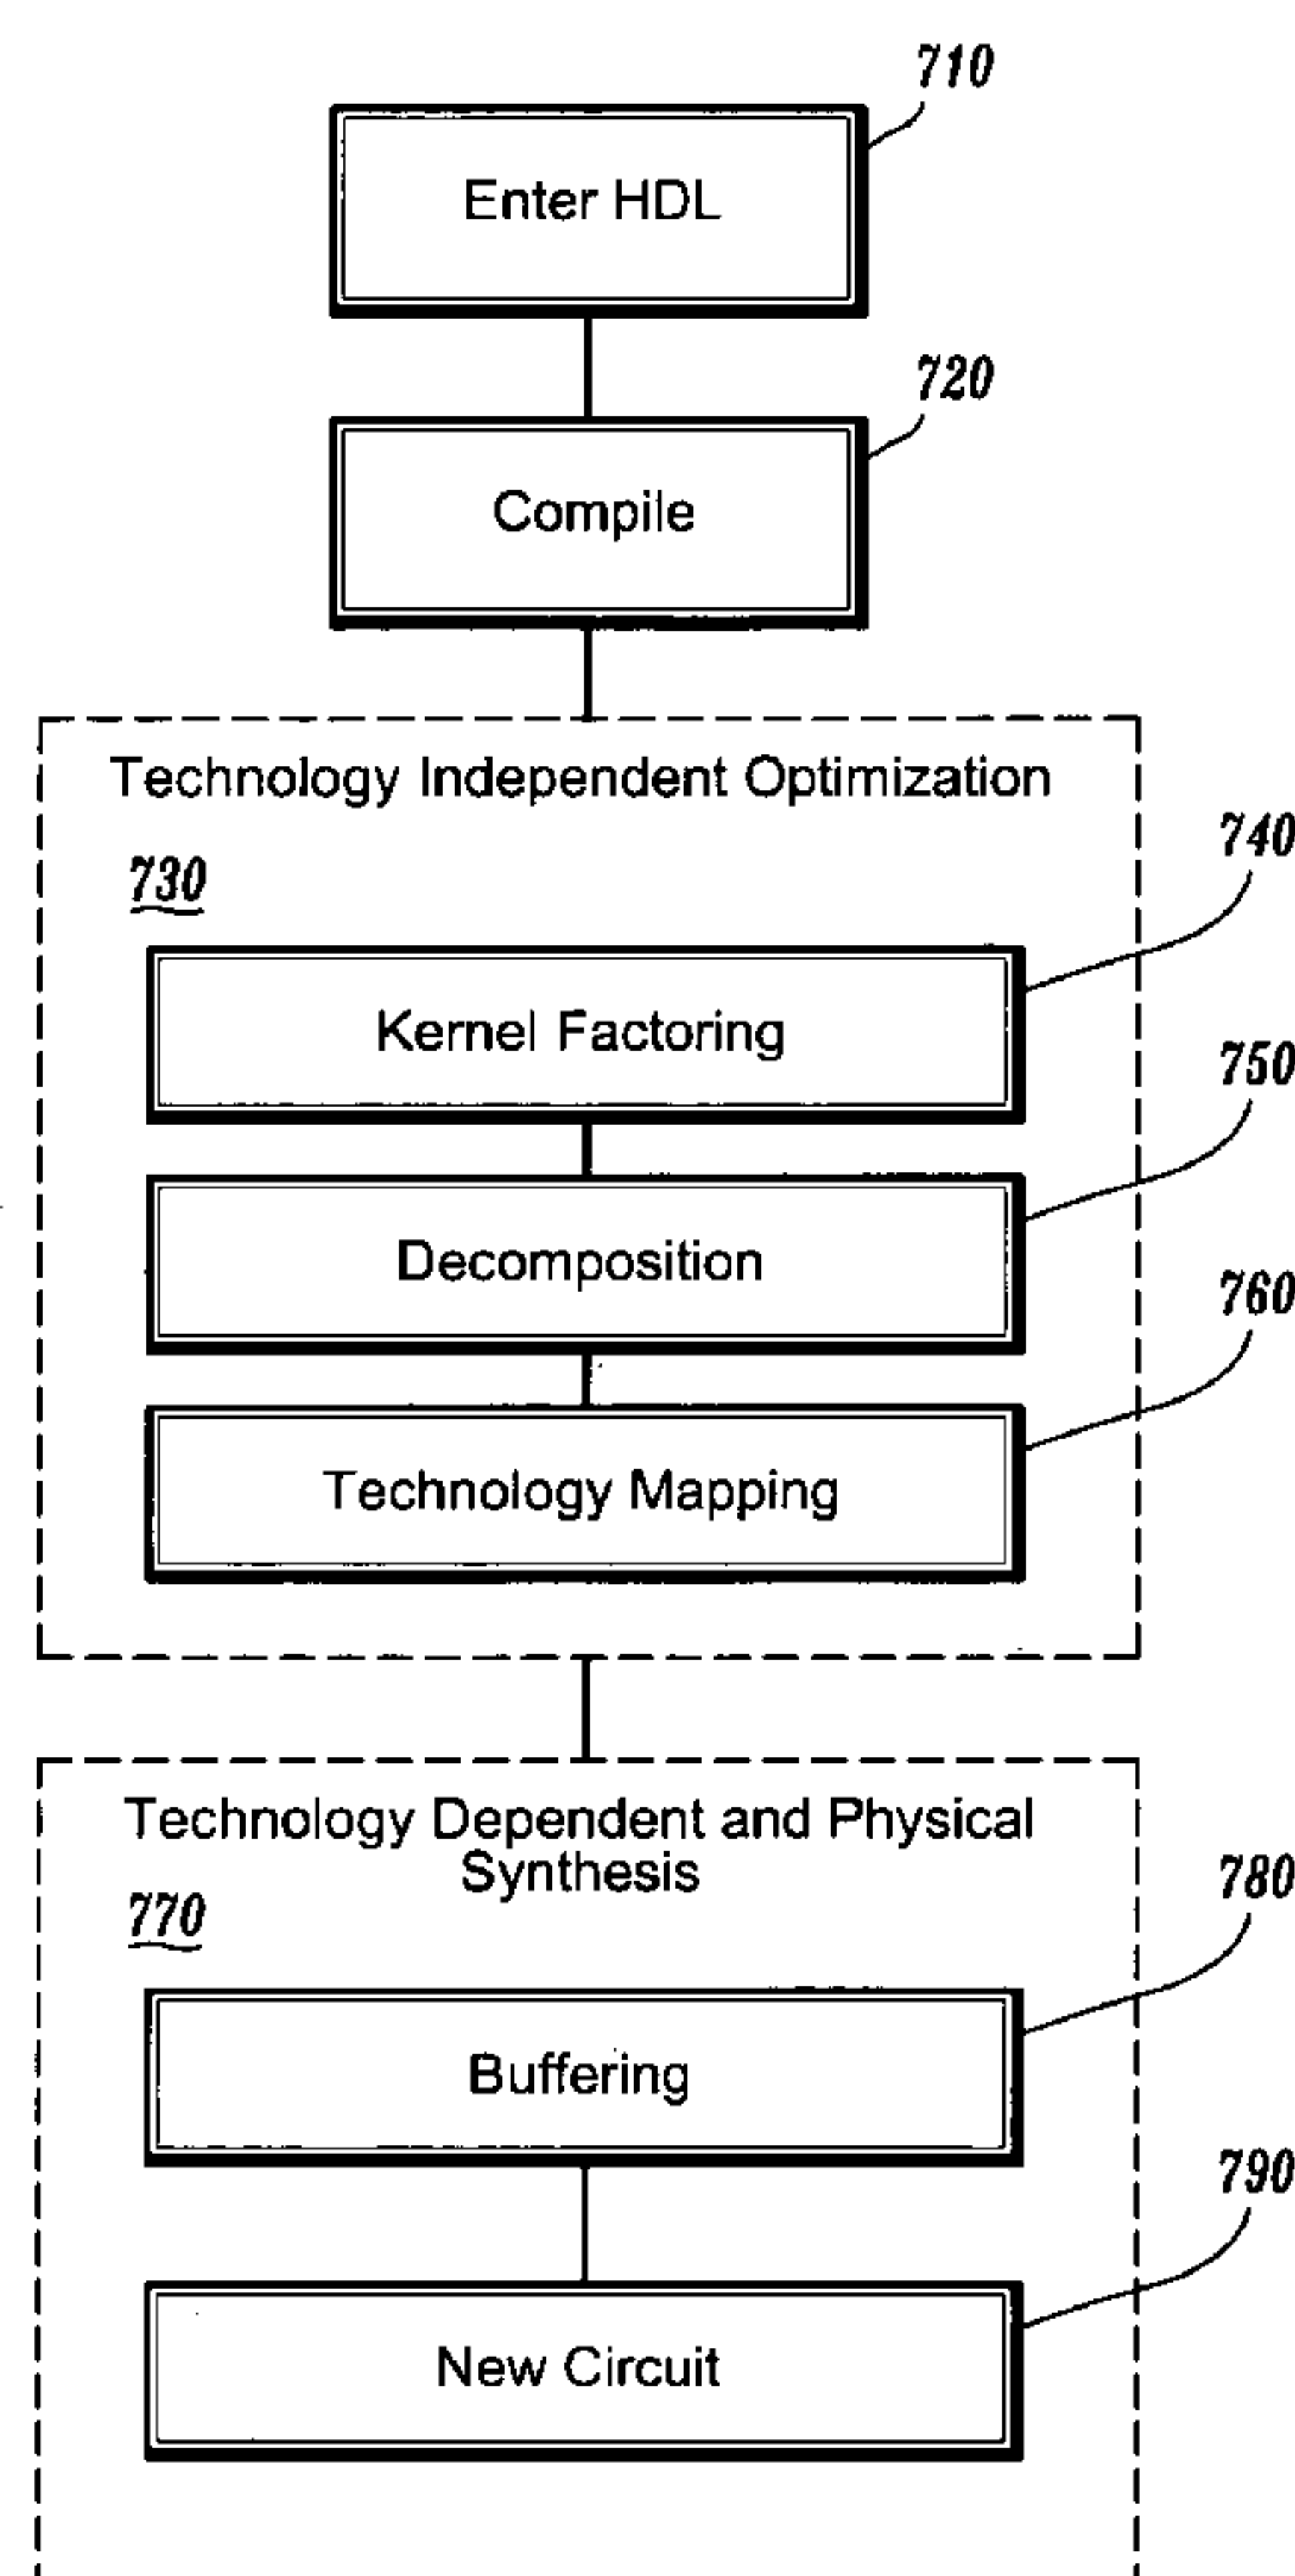 710
Enter HDL
720
Compile
Technology Independent Optimization
730
740
Kernel Factoring
750
Decomposition
760
Technology Mapping
Technology Dependent and Physical
Synthesis
770
780
Buffering
790
New Circuit